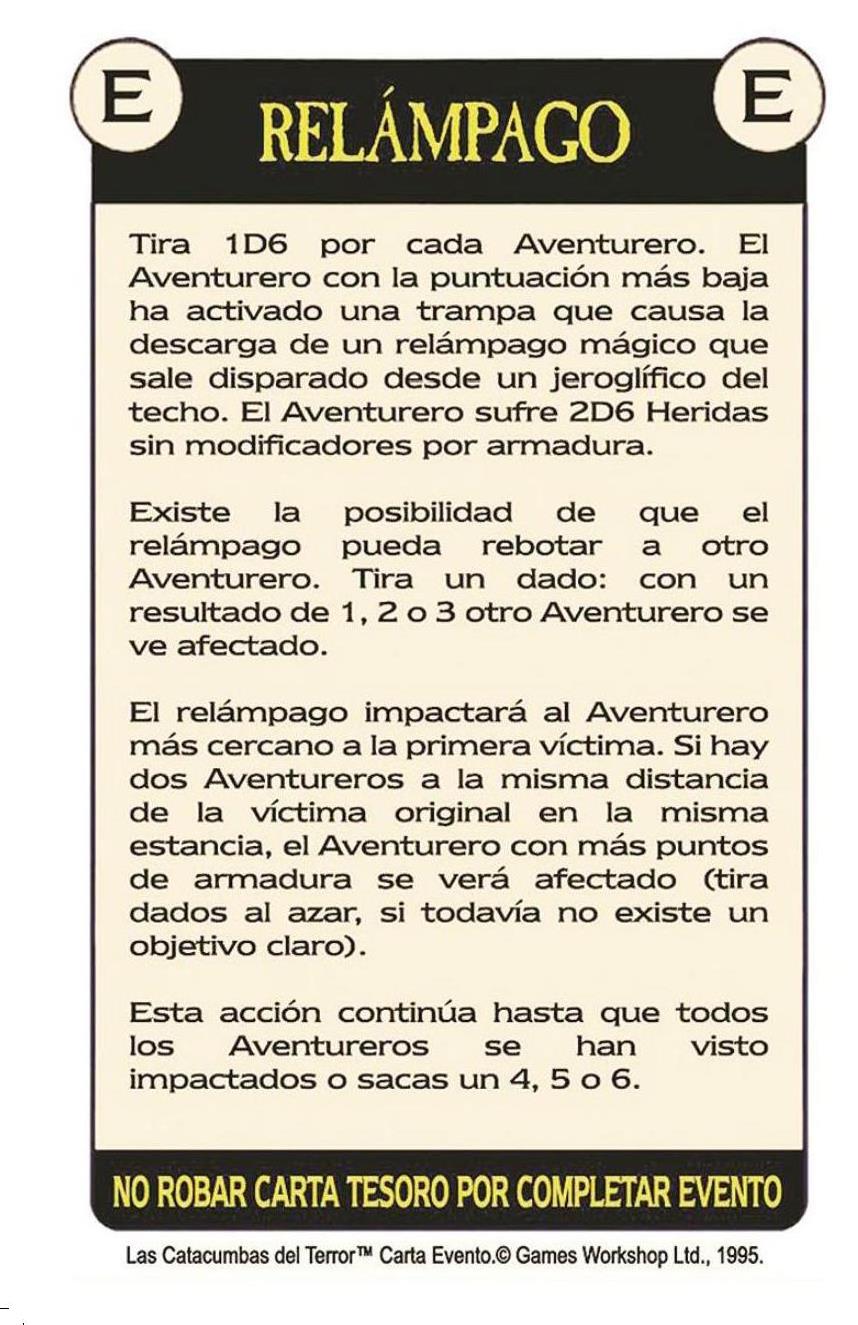 E
RELÁMPAGO
E
Tira 1D6 por cada Aventurero. El
Aventurero con la puntuación más baja
ha activado una trampa que causa la
descarga de un relámpago mágico que
sale disparado desde un jeroglífico del
techo. El Aventurero sufre 2D6 Heridas
sin modificadores por armadura.
Existe la posibilidad de que el
relámpago pueda rebotar a otro
Aventurero. Tira un dado: con un
resultado de 1, 2 o 3 otro Aventurero se
ve afectado.
El relámpago impactará al Aventurero
más cercano a la primera víctima. Si hay
dos Aventureros a la misma distancia
de la víctima original en la misma
estancia, el Aventurero con más puntos
de armadura se verá afectado (tira
dados al azar, si todavía no existe un
objetivo claro).
Esta acción continúa hasta que todos
los Aventureros se han visto
impactados o sacas un 4, 5 o 6.
NO ROBAR CARTA TESORO POR COMPLETAR EVENTO
Las Catacumbas del Terror™ Carta Evento.© Games Workshop Ltd., 1995.